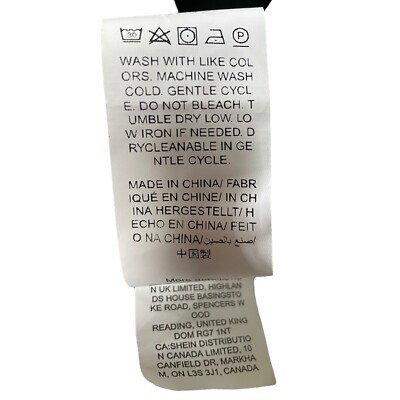 30
P
WASH WITH LIKE COL
ORS. MACHINE WASH
COLD. GENTLE CYCL
E. DO NOT BLEACH. T
UMBLE DRY LOW. LO
W IRON IF NEEDED. D
RYCLEANABLE IN GE
NTLE CYCLE.
MADE IN CHINA/ FABR
IQUÉ EN CHINE/ IN CH
INA HERGESTELLT/ H
ECHO EN CHINA/ FEIT
O NA CHINA/صنع بالصين/
中国製
N UK LIMITED, HIGHLAN
DS HOUSE BASINGSTO
KE ROAD, SPENCERS W
OOD
READING, UNITED KING
DOM RG7 1NT
CA:SHEIN DISTRIBUTIO
N CANADA LIMITED, 10
CANFIELD DR, MARKHA
M, ON L3S 3J1, CANADA